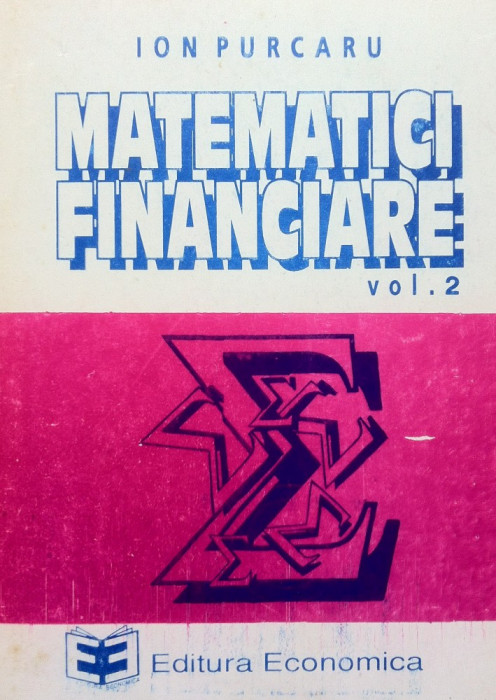 ION PURCARU
MATEMATICI
FINANCIARE
vol.2
Editura Economica